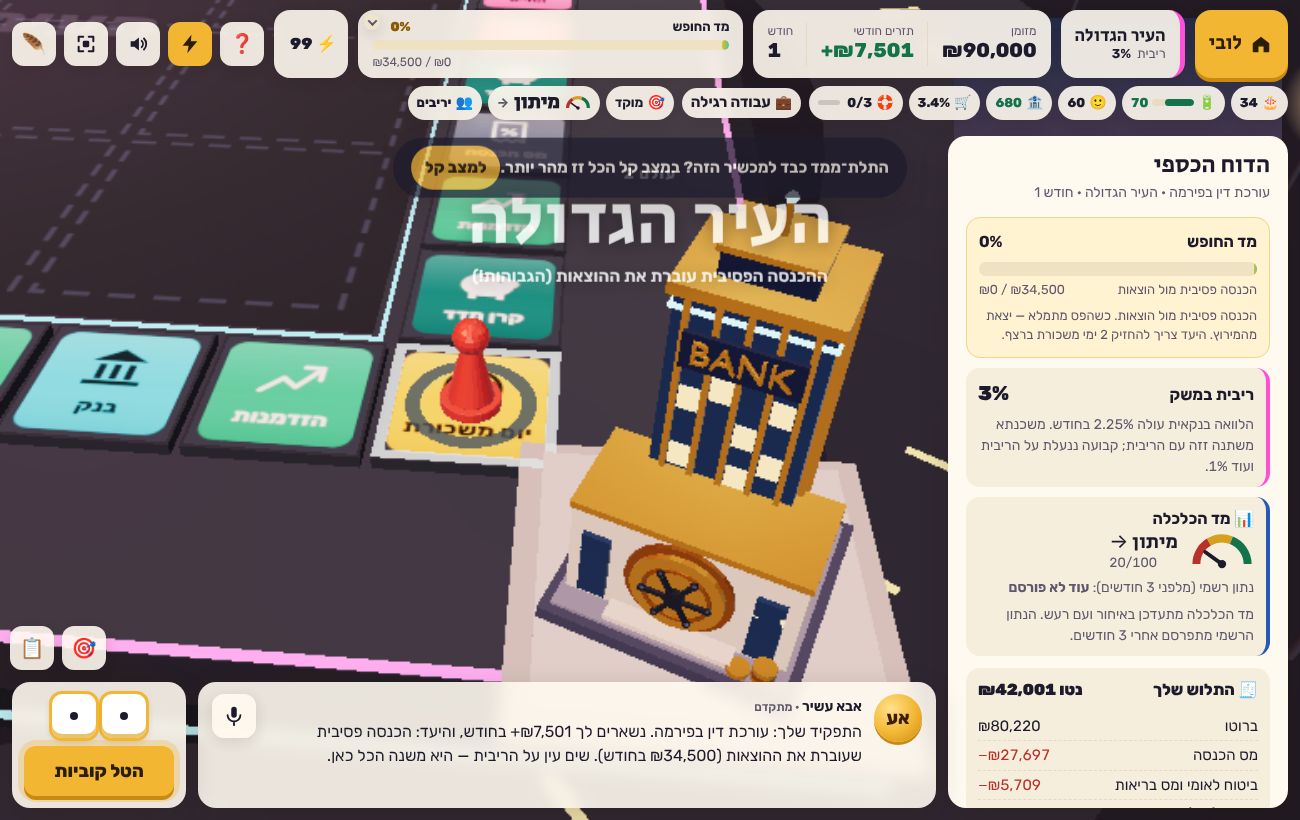 לובי
העיר הגדולה
ריבית 3%
מזומן
₪90,000
תזרים חודשי
+₪7,501
חודש
1
מד החופש
0%
₪0 / ₪34,500
99
34
70
60
680
3.4%
0/3
עבודה רגילה
מוקד
מיתון →
יריבים
התלת־ממד כבד למכשיר הזה? במצב קל הכל זז מהר יותר.
למצב קל
העיר הגדולה
ההכנסה הפסיבית עוברת את ההוצאות (הגבוהות!)
הזדמנות
קרן מדד
BANK
בנק
הזדמנות
יום משכורת
הדוח הכספי
עורכת דין בפירמה • העיר הגדולה • חודש 1
מד החופש
0%
הכנסה פסיבית מול הוצאות
₪0 / ₪34,500
הכנסה פסיבית מול הוצאות. כשהפס מתמלא — יצאת
מהמירוץ. היעד צריך להחזיק 2 ימי משכורת ברצף.
ריבית במשק
3%
הלוואה בנקאית עולה 2.25% בחודש. משכנתא
משתנה זזה עם הריבית; קבועה ננעלת על הריבית
ועוד 1%.
מד הכלכלה
מיתון →
20/100
נתון רשמי (מלפני 3 חודשים): עוד לא פורסם
מד הכלכלה מתעדכן באיחור ועם רעש. הנתון
הרשמי מתפרסם אחרי 3 חודשים.
התלוש שלך
נטו ₪42,001
ברוטו
₪80,220
מס הכנסה
−₪27,697
ביטוח לאומי ומס בריאות
−₪5,709
אע
אבא עשיר • מתקדם
התפקיד שלך: עורכת דין בפירמה. נשארים לך ₪7,501+ בחודש, והיעד: הכנסה פסיבית
שעוברת את ההוצאות (₪34,500 בחודש). שים עין על הריבית — היא משנה הכל כאן.
הטל קוביות